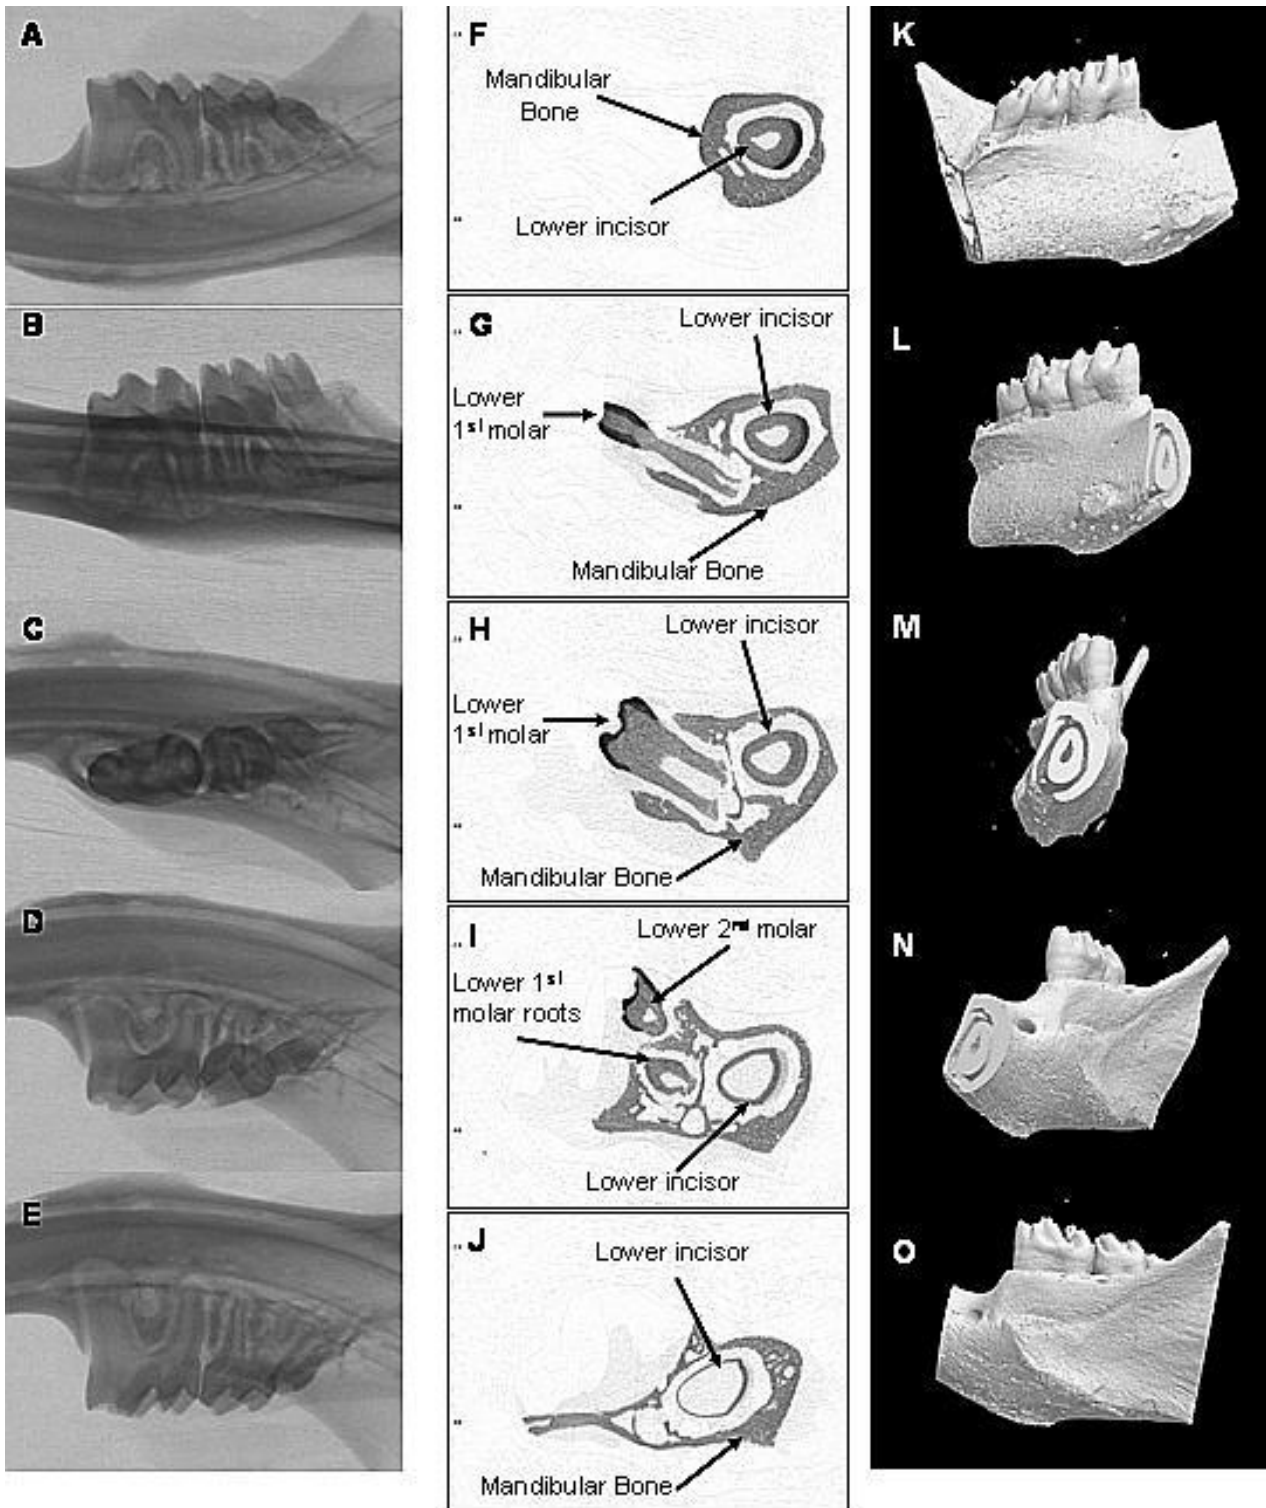 A
B
C
D
E
F
Mandibular
Bone
Lower incisor
G
Lower incisor
Lower
1st molar
Mandibular Bone
H
Lower incisor
Lower
1st molar
Mandibular Bone
I
Lower 2nd molar
Lower 1st
molar roots
Lower incisor
J
Lower incisor
Mandibular Bone
K
L
M
N
O